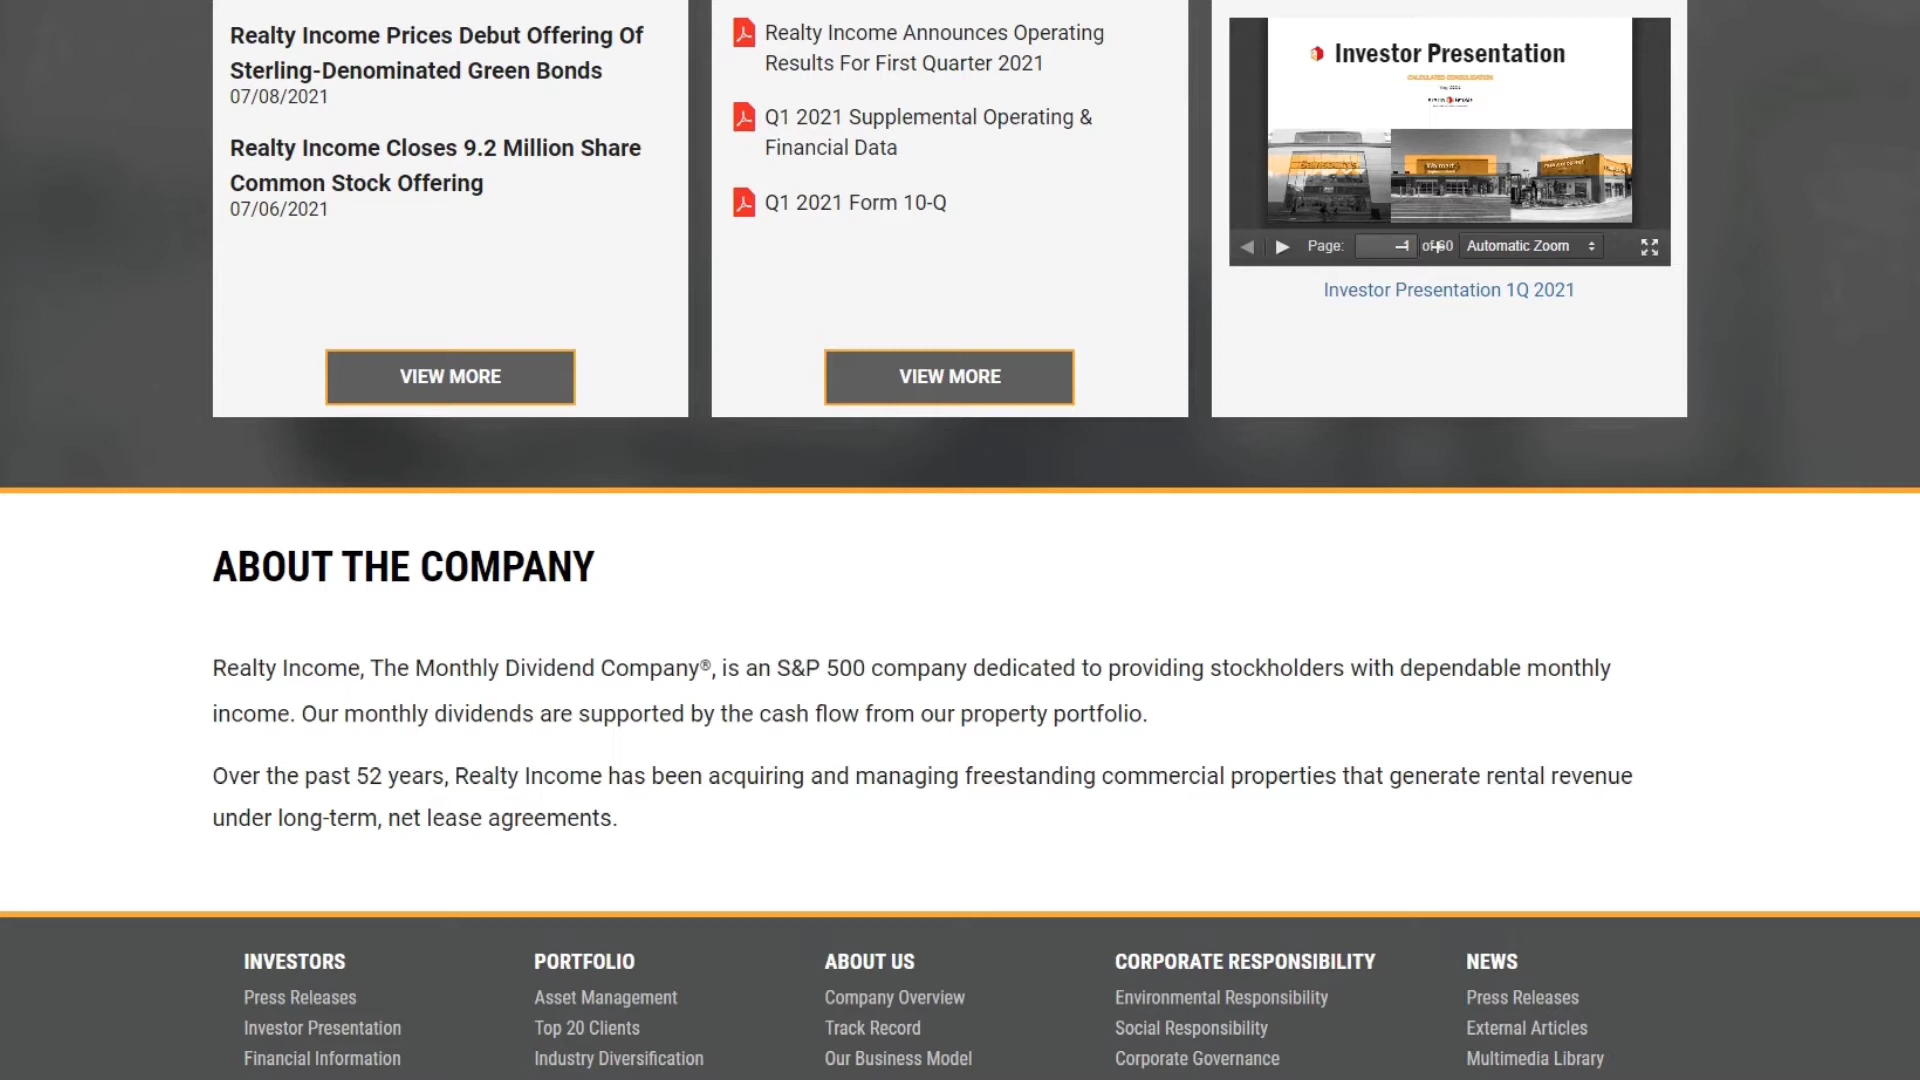 Realty Income Prices Debut Offering Of
Sterling-Denominated Green Bonds
07/08/2021
Realty Income Closes 9.2 Million Share
Common Stock Offering
07/06/2021
VIEW MORE
Realty Income Announces Operating
Results For First Quarter 2021
Q1 2021 Supplemental Operating &
Financial Data
Q1 2021 Form 10-Q
VIEW MORE
Investor Presentation
Walmart
Page:
Automatic Zoom
Investor Presentation 1Q 2021
ABOUT THE COMPANY
Realty Income, The Monthly Dividend Company®, is an S&P 500 company dedicated to providing stockholders with dependable monthly
income. Our monthly dividends are supported by the cash flow from our property portfolio.
Over the past 52 years, Realty Income has been acquiring and managing freestanding commercial properties that generate rental revenue
under long-term, net lease agreements.
INVESTORS
Press Releases
Investor Presentation
Financial Information
PORTFOLIO
Asset Management
Top 20 Clients
Industry Diversification
ABOUT US
Company Overview
Track Record
Our Business Model
CORPORATE RESPONSIBILITY
Environmental Responsibility
Social Responsibility
Corporate Governance
NEWS
Press Releases
External Articles
Multimedia Library